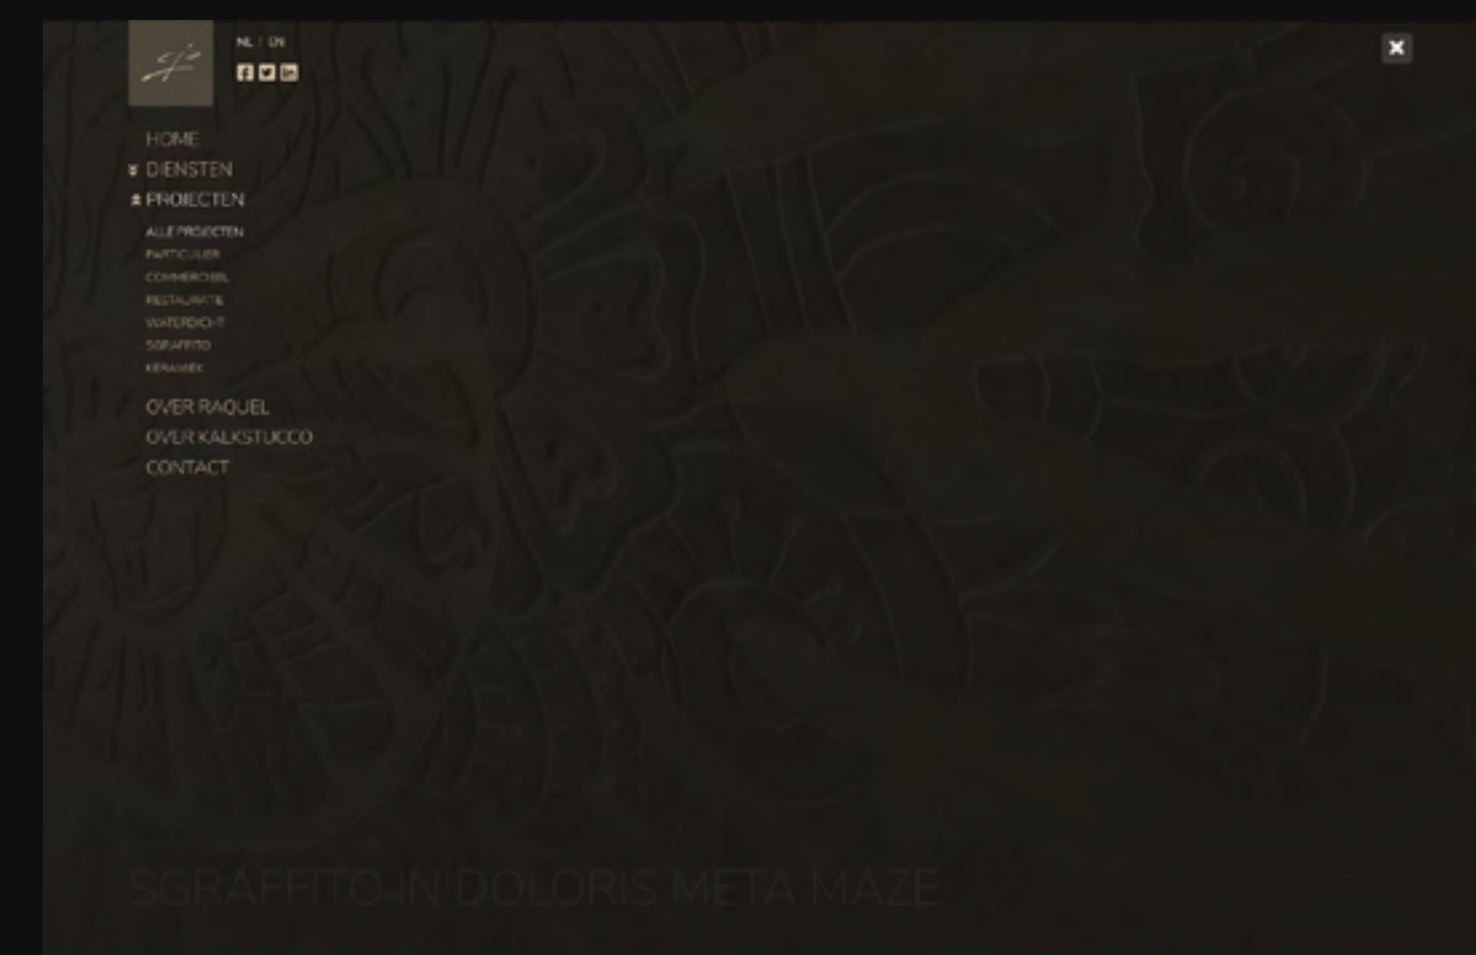 NL / EN
HOME
DIENSTEN
PROJECTEN
ALLE PROJECTEN
PARTICULIER
COMMERCIEEL
RESTAURATIE
WATERDICHT
SGRAFFITO
KERAMIEK
OVER RAQUEL
OVER KALKSTUCCO
CONTACT
SGRAFFITO IN DOLORIS META MAZE